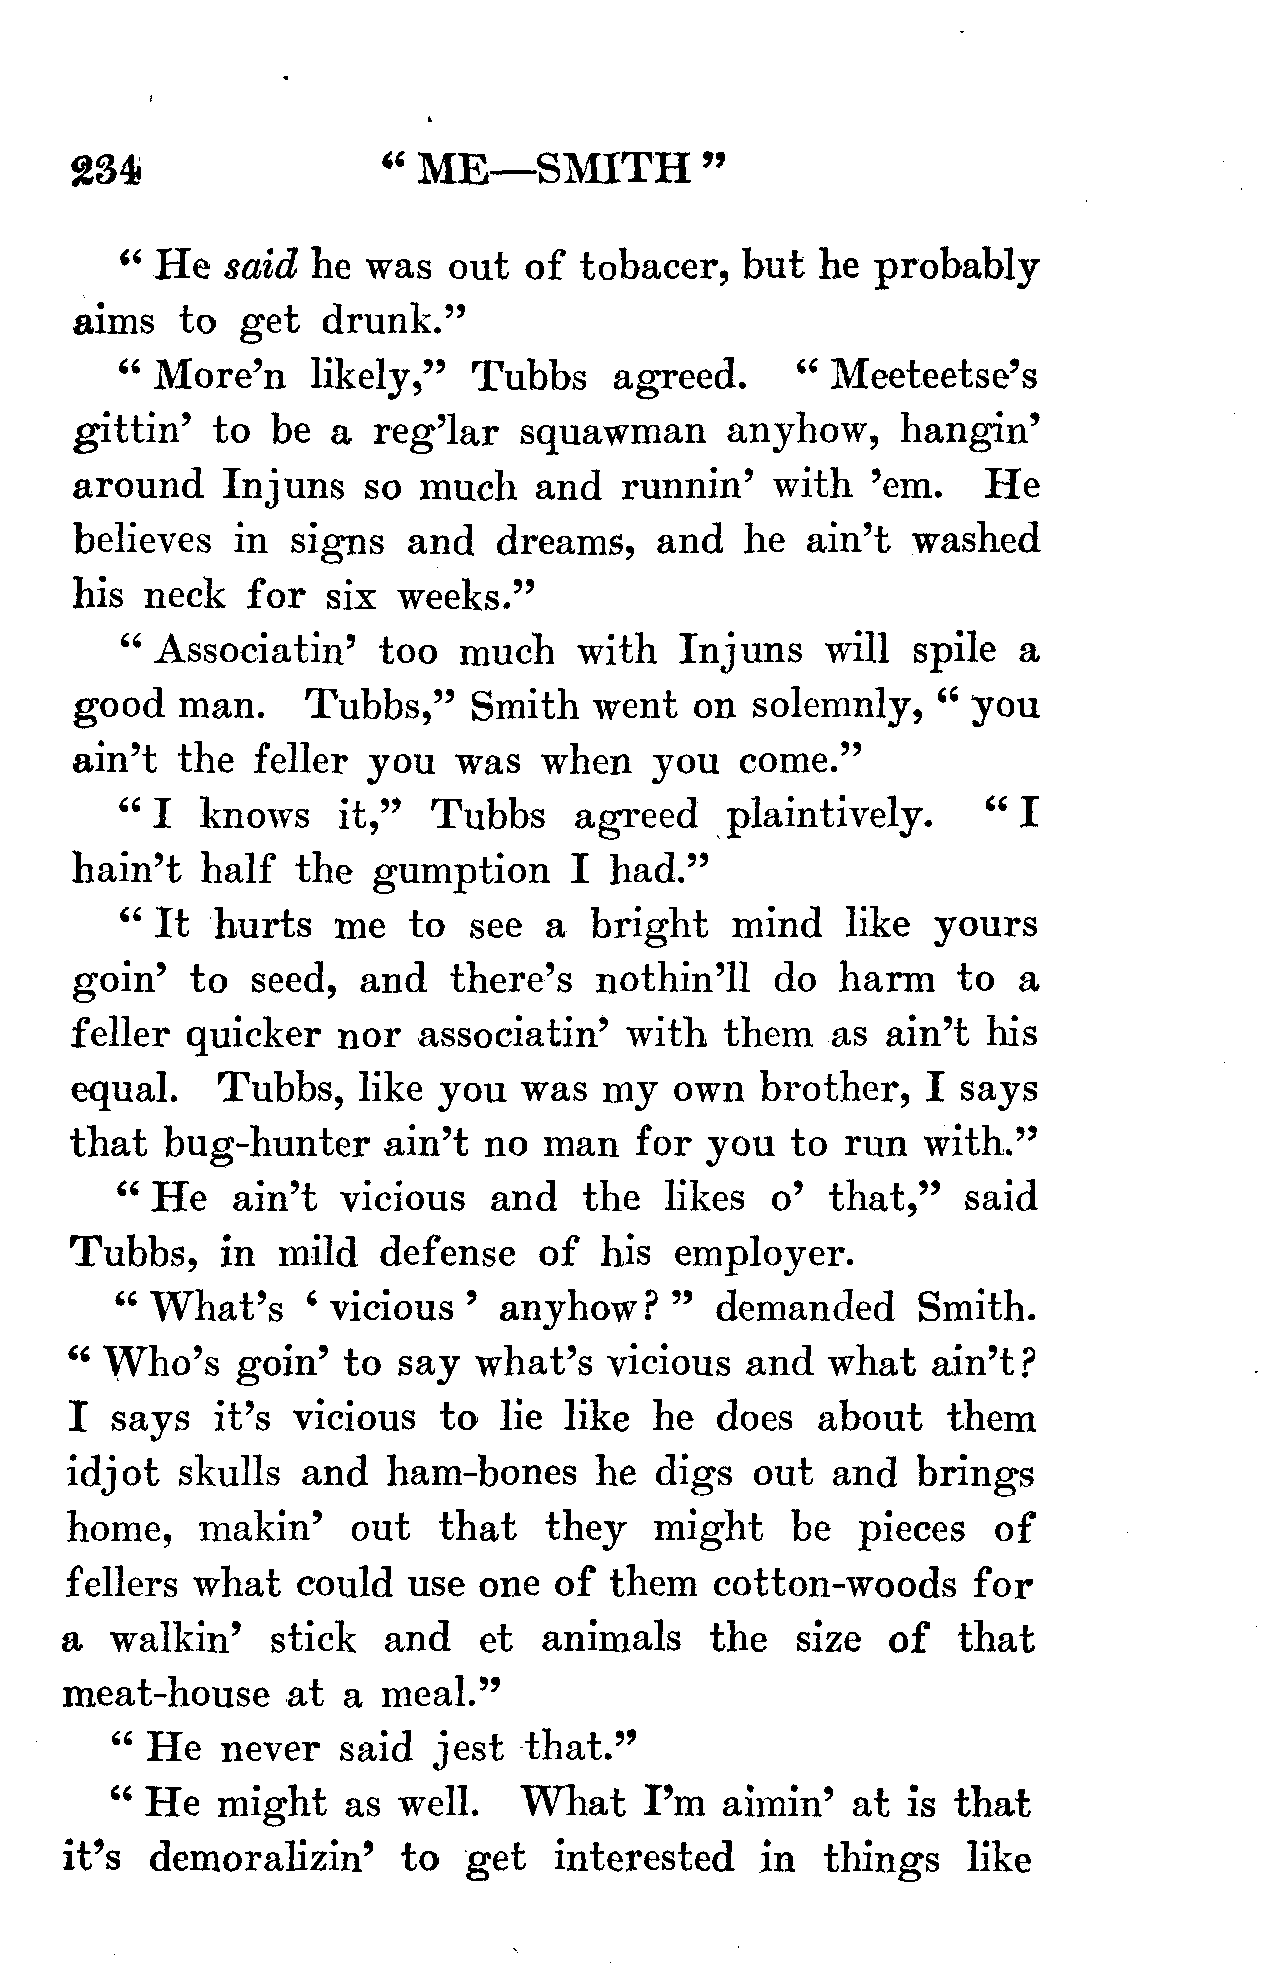 234 “ ME—SMITH ”
“ He said he was out of tobacer, but he probably
aims to get drunk.”
“ More’n likely,” Tubbs agreed. “ Meeteetse’s
gittin’ to be a reg’lar squawman anyhow, hangin’
around Injuns so much and runnin’ with ’em. He
believes in signs and dreams, and he ain’t washed
his neck for six weeks.”
“ Associatin’ too much with Injuns will spile a
good man. Tubbs,” Smith went on solemnly, “ you
ain’t the feller you was when you come.”
“ I knows it,” Tubbs agreed plaintively. “ I
hain’t half the gumption I had.”
“ It hurts me to see a bright mind like yours
goin’ to seed, and there’s nothin’ll do harm to a
feller quicker nor associatin’ with them as ain’t his
equal. Tubbs, like you was my own brother, I says
that bug-hunter ain’t no man for you to run with.”
“ He ain’t vicious and the likes o’ that,” said
Tubbs, in mild defense of his employer.
“ What’s ‘ vicious ’ anyhow? ” demanded Smith.
“ Who’s goin’ to say what’s vicious and what ain’t?
I says it’s vicious to lie like he does about them
idjot skulls and ham-bones he digs out and brings
home, makin’ out that they might be pieces of
fellers what could use one of them cotton-woods for
a walkin’ stick and et animals the size of that
meat-house at a meal.”
“ He never said jest that.”
“ He might as well. What I’m aimin’ at is that
it’s demoralizin’ to get interested in things like